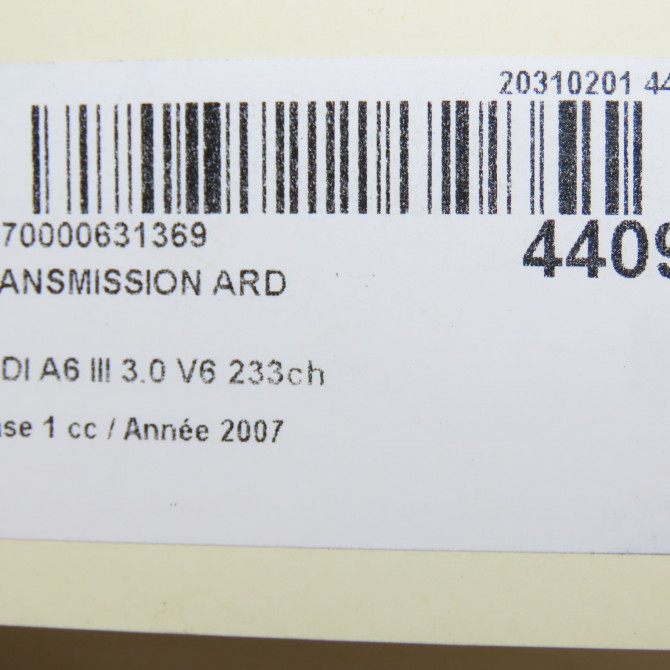 20310201 44
70000631369
4409
ANSMISSION ARD
DI A6 III 3.0 V6 233ch
se 1 cc / Année 2007